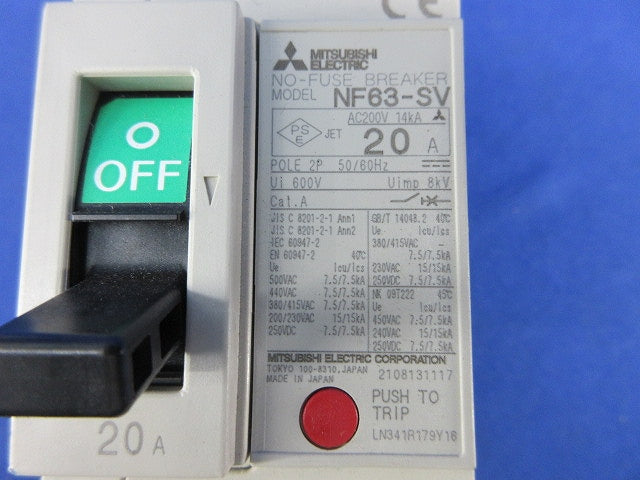 CE
MITSUBISHI
ELECTRIC
NO-FUSE BREAKER
MODEL NF63-SV
AC200V 14kA
PS
E
JET
20 A
POLE 2P 50/60Hz
Ui 600V Uimp 8kV
Cat.A
JIS C 8201-2-1 Ann1
JIS C 8201-2-1 Ann2
IEC 60947-2
EN 60947-2 40℃
Ue Icu/Ics
500VAC 7.5/7.5kA
440VAC 7.5/7.5kA
380/415VAC 7.5/7.5kA
200/230VAC 15/15kA
250VDC 7.5/7.5kA
GB/T 14048.2 40℃
Ue Icu/Ics
380/415VAC –
7.5/7.5kA
230VAC 15/15kA
250VDC 7.5/7.5kA
NK 09T222 45℃
Ue Icu/Ics
450VAC 7.5/7.5kA
240VAC 15/15kA
250VDC 7.5/7.5kA
MITSUBISHI ELECTRIC CORPORATION
TOKYO 100-8310,JAPAN
MADE IN JAPAN
2108131117
PUSH TO
TRIP
LN341R179Y16
O
OFF
20 A